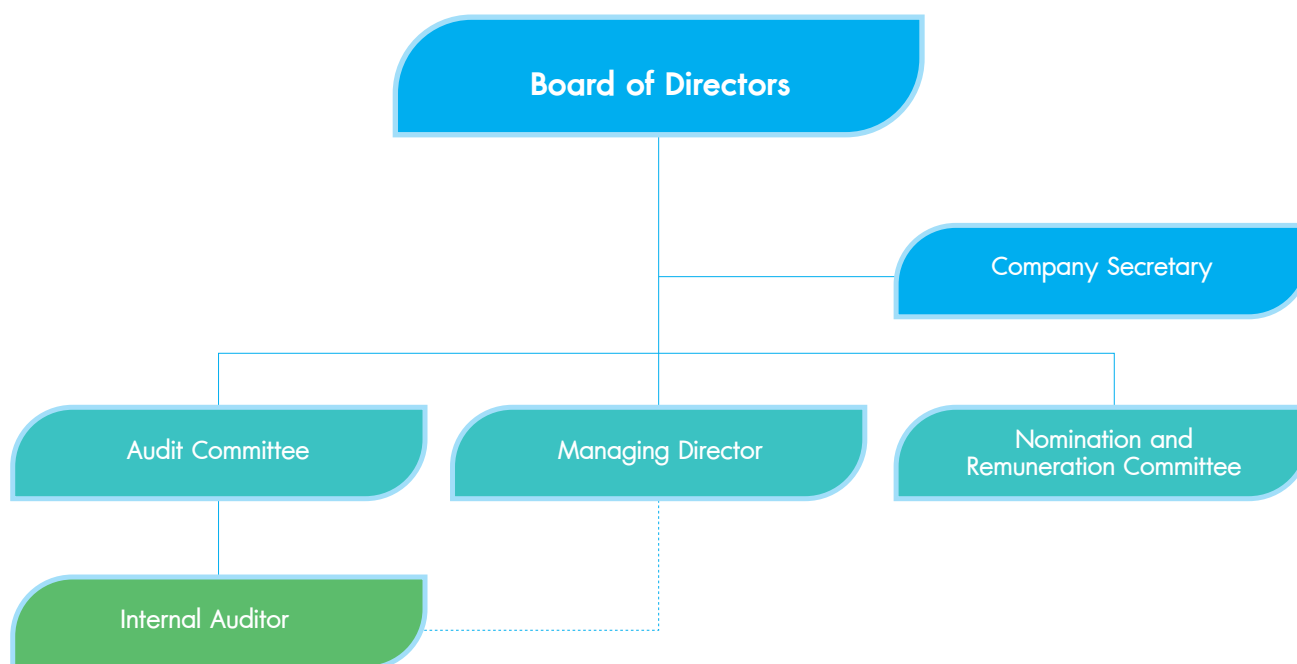 Board of Directors
Company Secretary
Audit Committee
Managing Director
Nomination and
Remuneration Committee
Internal Auditor